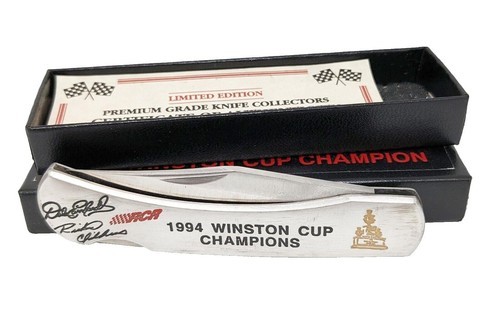 LIMITED EDITION
PREMIUM GRADE KNIFE COLLECTORS
WINSTON CUP CHAMPION
RCR
1994 WINSTON CUP
CHAMPIONS